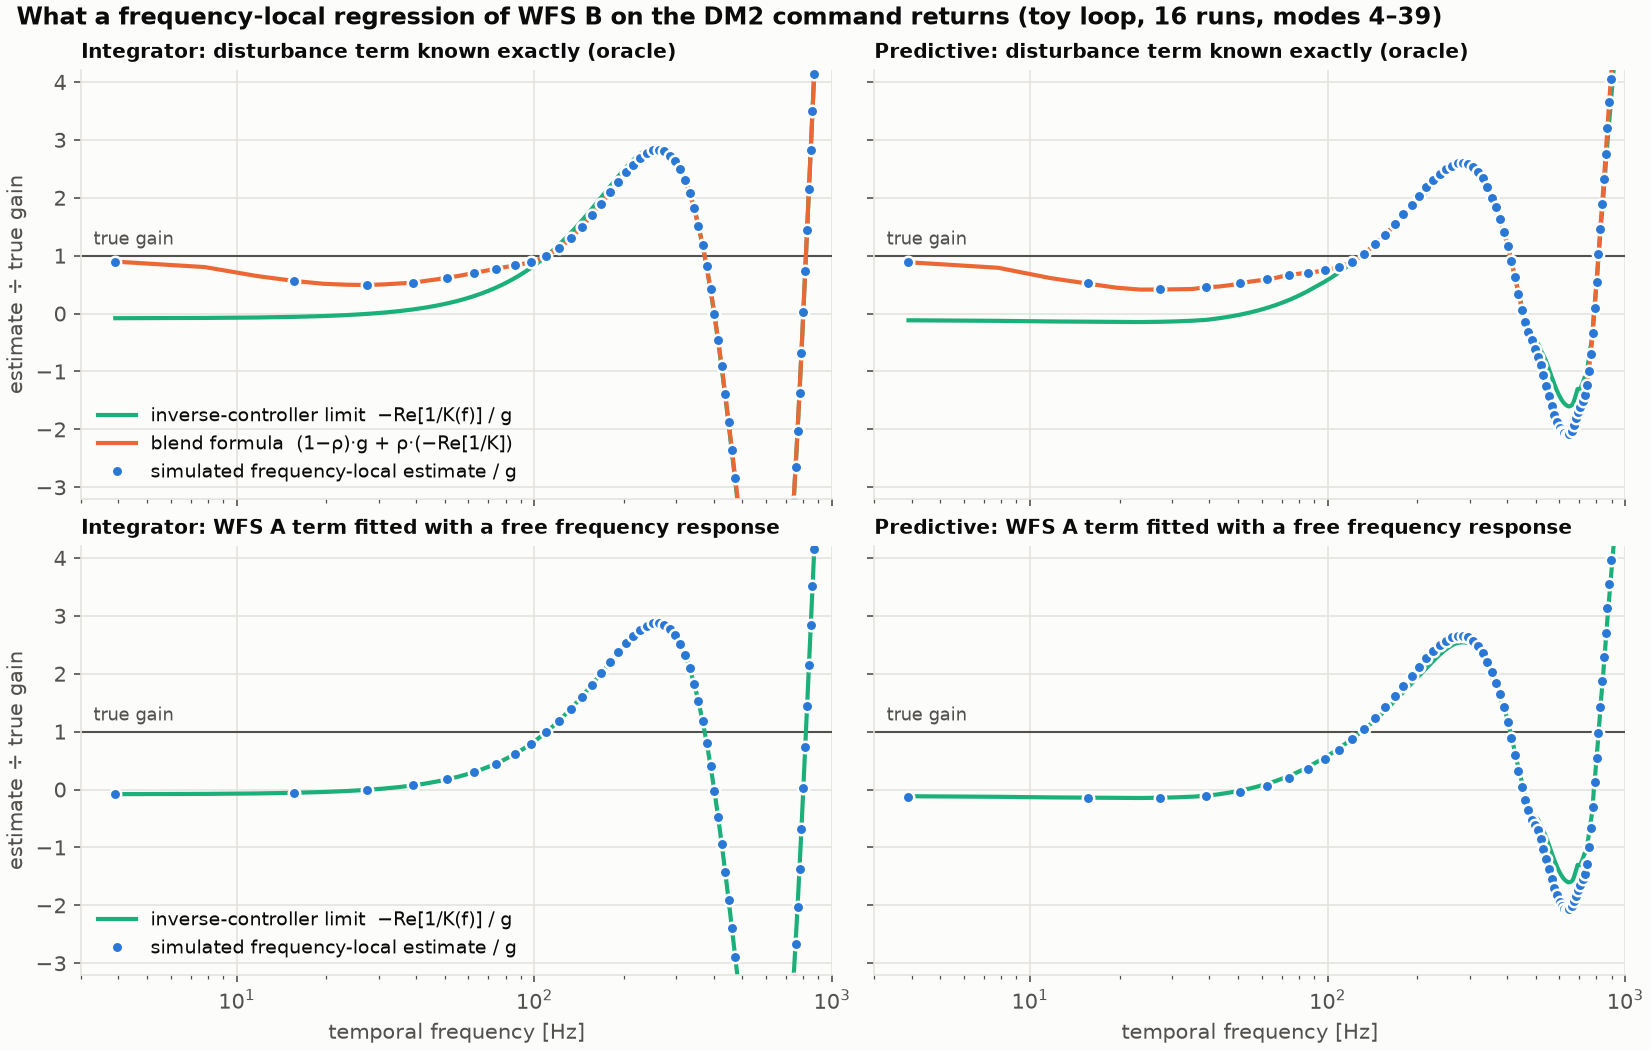 What a frequency-local regression of WFS B on the DM2 command returns (toy loop, 16 runs, modes 4–39)
Integrator: disturbance term known exactly (oracle)
Predictive: disturbance term known exactly (oracle)
estimate ÷ true gain
4
3
2
1
0
−1
−2
−3
true gain
true gain
inverse-controller limit  −Re[1/K(f)] / g
blend formula  (1−ρ)·g + ρ·(−Re[1/K])
simulated frequency-local estimate / g
Integrator: WFS A term fitted with a free frequency response
Predictive: WFS A term fitted with a free frequency response
estimate ÷ true gain
4
3
2
1
0
−1
−2
−3
true gain
true gain
inverse-controller limit  −Re[1/K(f)] / g
simulated frequency-local estimate / g
10¹ 10² 10³
10¹ 10² 10³
temporal frequency [Hz]
temporal frequency [Hz]